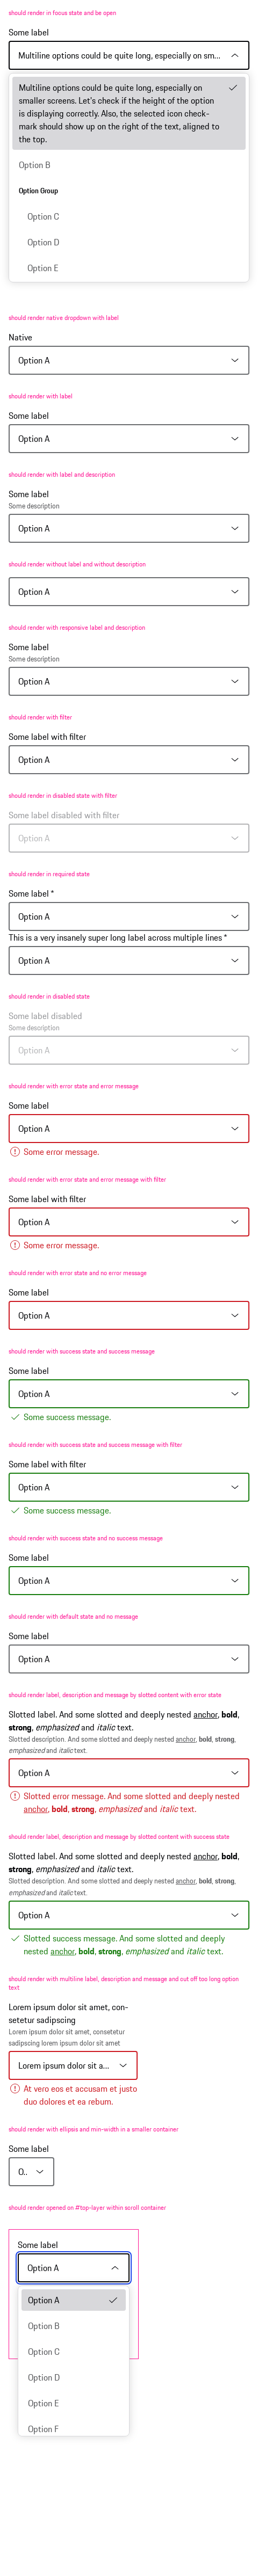 should render in focus state and be open
Some label
Multiline options could be quite long, especially on sm...
Multiline options could be quite long, especially on
smaller screens. Let's check if the height of the option
is displaying correctly. Also, the selected icon check-
mark should show up on the right of the text, aligned to
the top.
Option B
Option Group
Option C
Option D
Option E
should render native dropdown with label
Native
Option A
should render with label
Some label
Option A
should render with label and description
Some label
Some description
Option A
should render without label and without description
Option A
should render with responsive label and description
Some label
Some description
Option A
should render with filter
Some label with filter
Option A
should render in disabled state with filter
Some label disabled with filter
Option A
should render in required state
Some label *
Option A
This is a very insanely super long label across multiple lines *
Option A
should render in disabled state
Some label disabled
Some description
Option A
should render with error state and error message
Some label
Option A
Some error message.
should render with error state and error message with filter
Some label with filter
Option A
Some error message.
should render with error state and no error message
Some label
Option A
should render with success state and success message
Some label
Option A
Some success message.
should render with success state and success message with filter
Some label with filter
Option A
Some success message.
should render with success state and no success message
Some label
Option A
should render with default state and no message
Some label
Option A
should render label, description and message by slotted content with error state
Slotted label. And some slotted and deeply nested anchor, bold,
strong, emphasized and italic text.
Slotted description. And some slotted and deeply nested anchor, bold, strong,
emphasized and italic text.
Option A
Slotted error message. And some slotted and deeply nested
anchor, bold, strong, emphasized and italic text.
should render label, description and message by slotted content with success state
Slotted label. And some slotted and deeply nested anchor, bold,
strong, emphasized and italic text.
Slotted description. And some slotted and deeply nested anchor, bold, strong,
emphasized and italic text.
Option A
Slotted success message. And some slotted and deeply
nested anchor, bold, strong, emphasized and italic text.
should render with multiline label, description and message and cut off too long option
text
Lorem ipsum dolor sit amet, con-
setetur sadipscing
Lorem ipsum dolor sit amet, consetetur
sadipscing lorem ipsum dolor sit amet
Lorem ipsum dolor sit a...
At vero eos et accusam et justo
duo dolores et ea rebum.
should render with ellipsis and min-width in a smaller container
Some label
O..
should render opened on #top-layer within scroll container
Some label
Option A
Option A
Option B
Option C
Option D
Option E
Option F